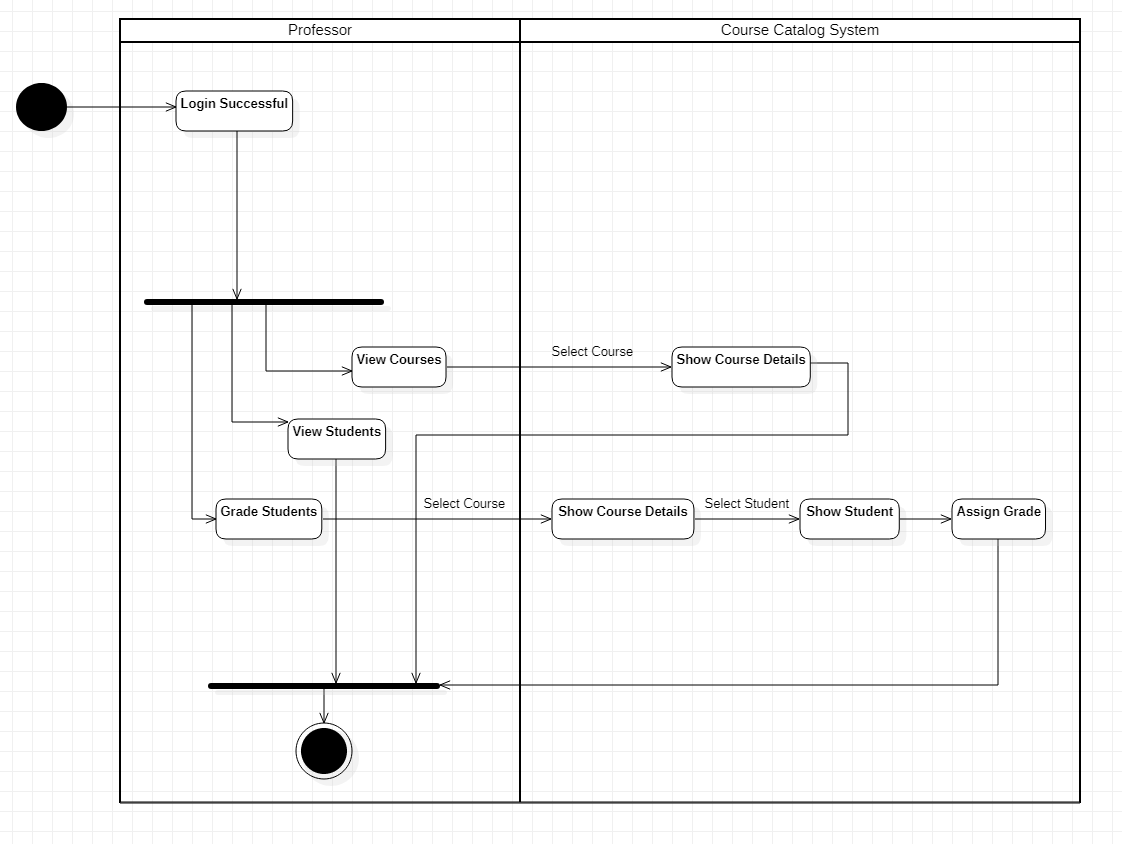 Professor
Course Catalog System
Login Successful
View Courses
Select Course
Show Course Details
View Students
Grade Students
Select Course
Show Course Details
Select Student
Show Student
Assign Grade